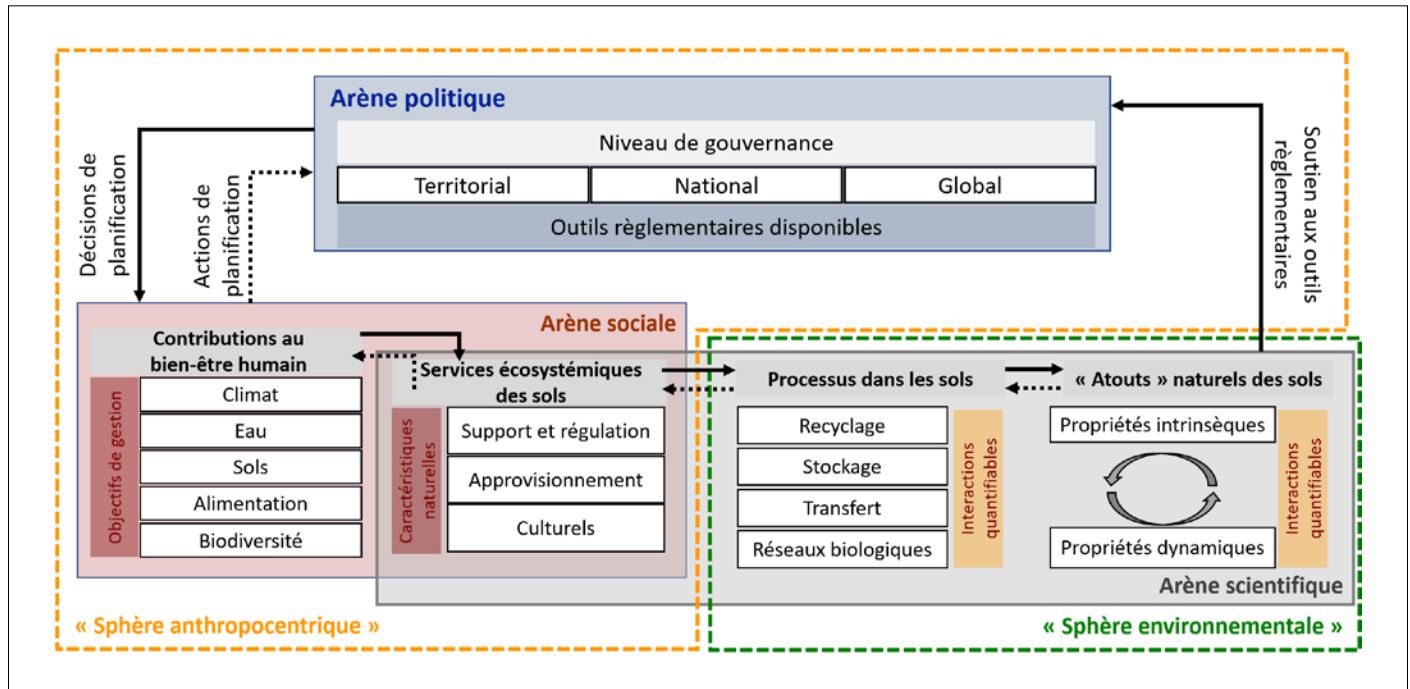 Arène politique
Niveau de gouvernance
Territorial
National
Global
Outils règlementaires disponibles
Décisions de
planification
Actions de
planification
Soutien aux outils
règlementaires
Arène sociale
Contributions au
bien-être humain
Objectifs de gestion
Climat
Eau
Sols
Alimentation
Biodiversité
Services écosystémiques
des sols
Caractéristiques
naturelles
Support et régulation
Approvisionnement
Culturels
Processus dans les sols
Recyclage
Stockage
Transfert
Réseaux biologiques
Interactions
quantifiables
« Atouts » naturels des sols
Propriétés intrinsèques
Propriétés dynamiques
Interactions
quantifiables
Arène scientifique
« Sphère anthropocentrique »
« Sphère environnementale »